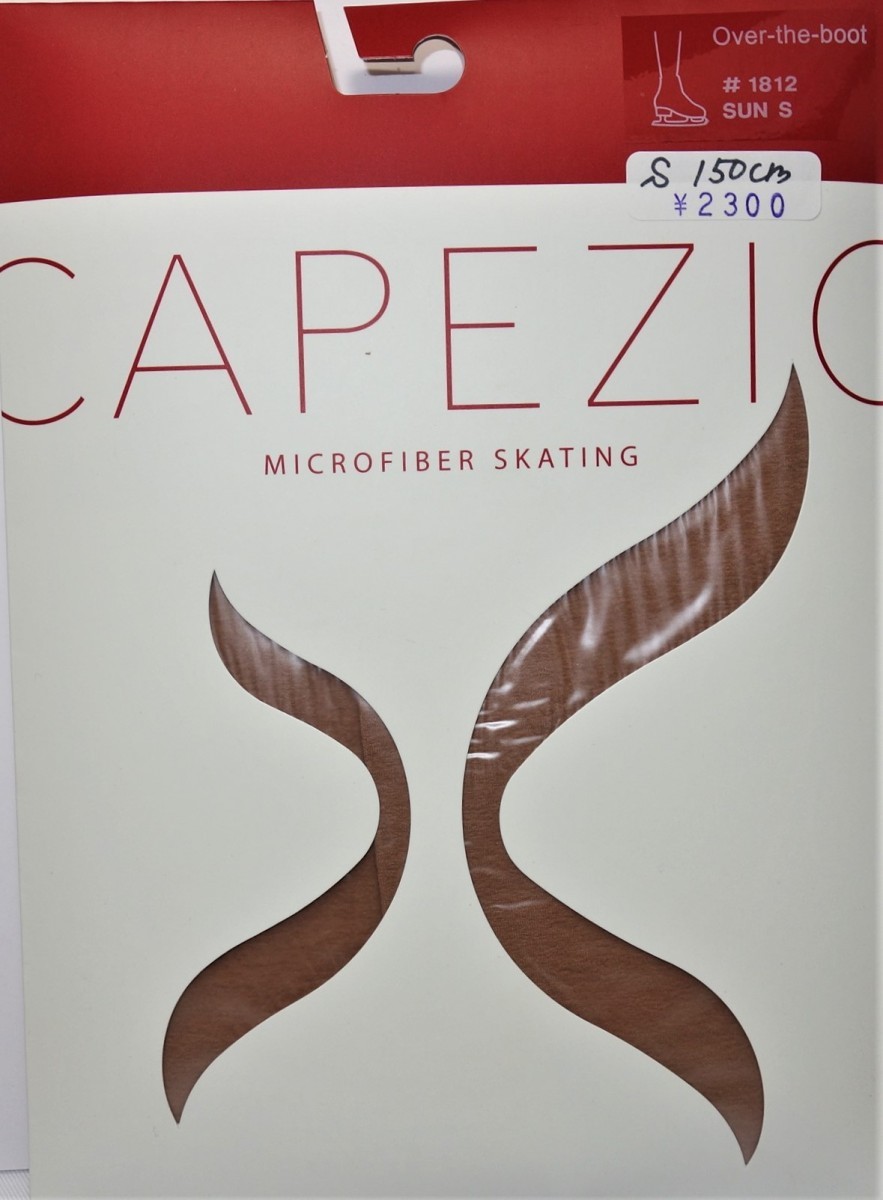 Over-the-boot
# 1812
SUN S
S 150cm
¥2300
CAPEZIO
MICROFIBER SKATING